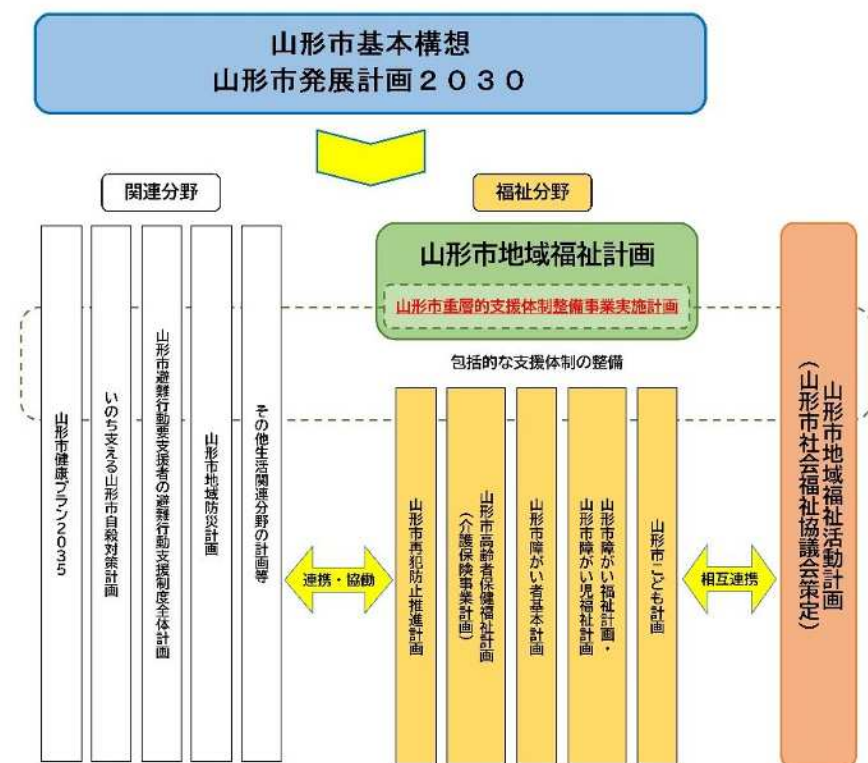 山形市基本構想
山形市発展計画２０３０
関連分野
福祉分野
山形市地域福祉計画
山形市重層的支援体制整備事業実施計画
包括的な支援体制の整備
山形市健康プラン２０３５
いのち支える山形市自殺対策計画
山形市避難行動要支援者の避難行動支援制度全体計画
山形市地域防災計画
その他生活関連分野の計画等
連携・協働
山形市再犯防止推進計画
山形市高齢者保健福祉計画
（介護保険事業計画）
山形市障がい者基本計画
山形市障がい福祉計画・
山形市障がい児福祉計画
山形市こども計画
相互連携
山形市地域福祉活動計画
（山形市社会福祉協議会策定）